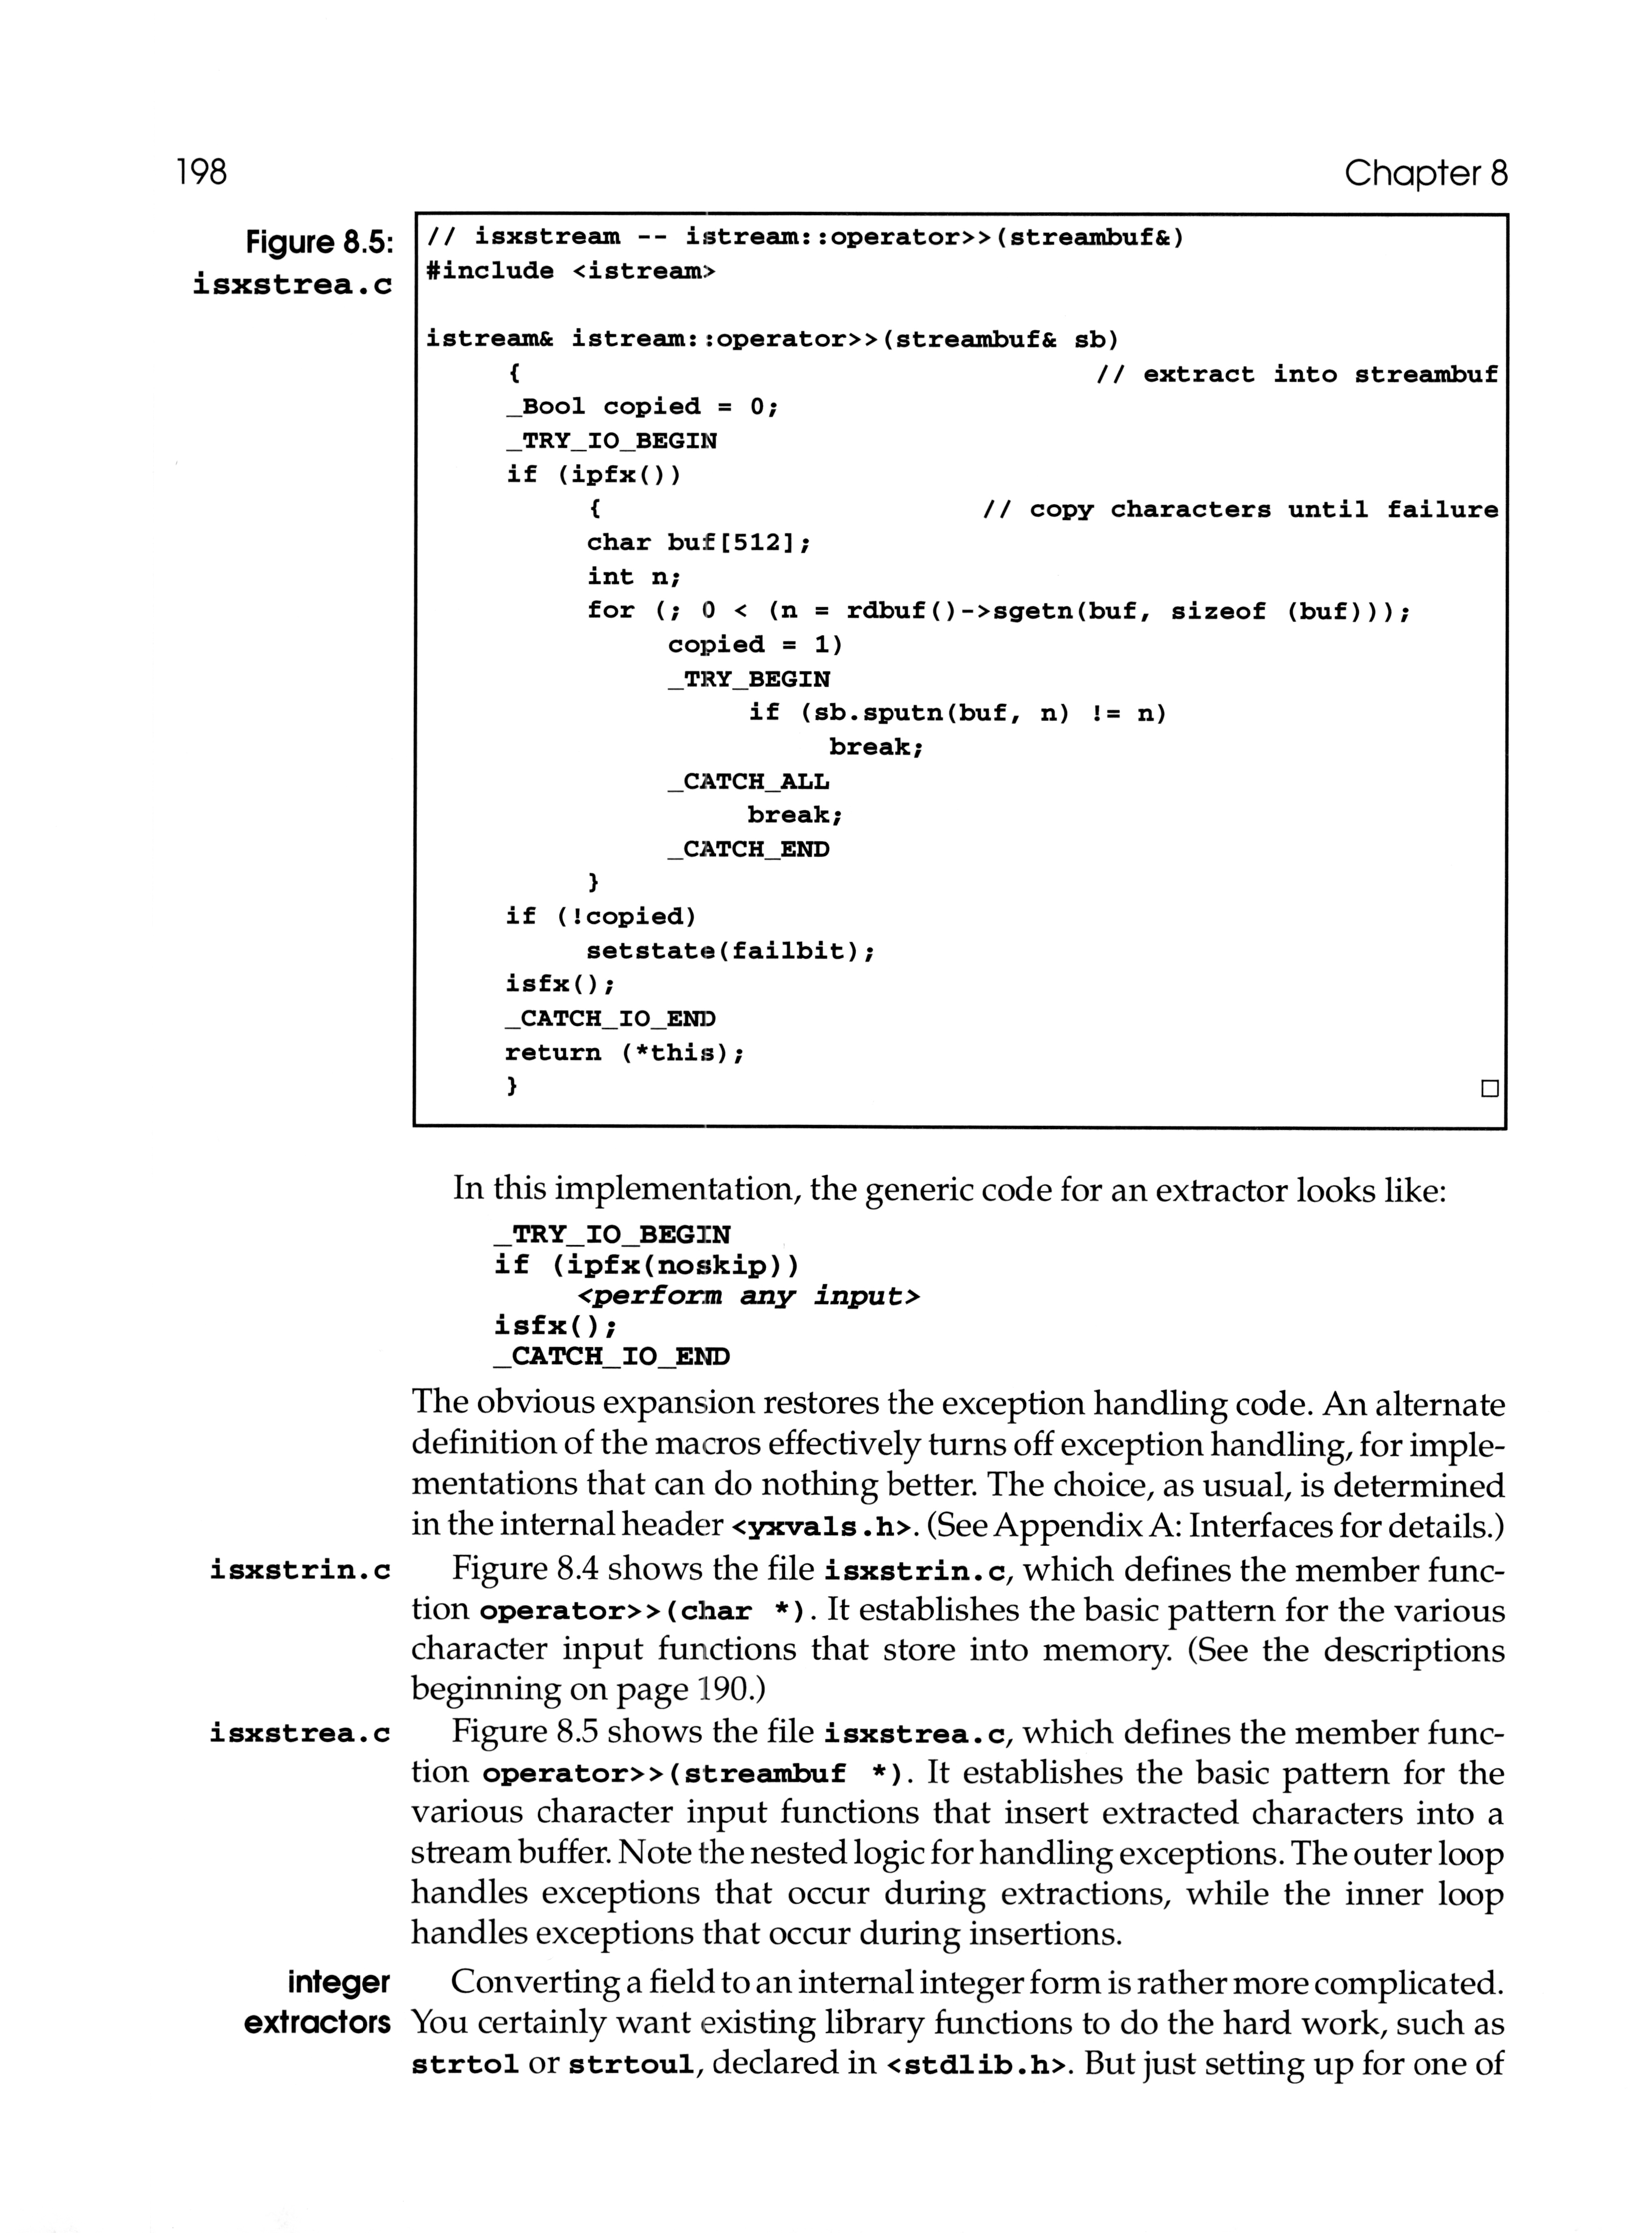 198
Chapter 8
Figure 8.5:
isxstrea.c
// isxstream -- istream::operator>>(streambuf&)
#include <istream>
istream& istream::operator>>(streambuf& sb)
{ // extract into streambuf
_Bool copied = 0;
_TRY_IO_BEGIN
if (ipfx())
{ // copy characters until failure
char buf[512];
int n;
for (; 0 < (n = rdbuf()->sgetn(buf, sizeof (buf)));
copied = 1)
_TRY_BEGIN
if (sb.sputn(buf, n) != n)
break;
_CATCH_ALL
break;
_CATCH_END
}
if (!copied)
setstate(failbit);
isfx();
_CATCH_IO_END
return (*this);
}
In this implementation, the generic code for an extractor looks like:
_TRY_IO_BEGIN
if (ipfx(noskip))
<perform any input>
isfx();
_CATCH_IO_END
The obvious expansion restores the exception handling code. An alternate
definition of the macros effectively turns off exception handling, for imple-
mentations that can do nothing better. The choice, as usual, is determined
in the internal header <yxvals.h>. (See Appendix A: Interfaces for details.)
isxstrin.c Figure 8.4 shows the file isxstrin.c, which defines the member func-
tion operator>>(char *). It establishes the basic pattern for the various
character input functions that store into memory. (See the descriptions
beginning on page 190.)
isxstrea.c Figure 8.5 shows the file isxstrea.c, which defines the member func-
tion operator>>(streambuf *). It establishes the basic pattern for the
various character input functions that insert extracted characters into a
stream buffer. Note the nested logic for handling exceptions. The outer loop
handles exceptions that occur during extractions, while the inner loop
handles exceptions that occur during insertions.
integer Converting a field to an internal integer form is rather more complicated.
extractors You certainly want existing library functions to do the hard work, such as
strtol or strtoul, declared in <stdlib.h>. But just setting up for one of